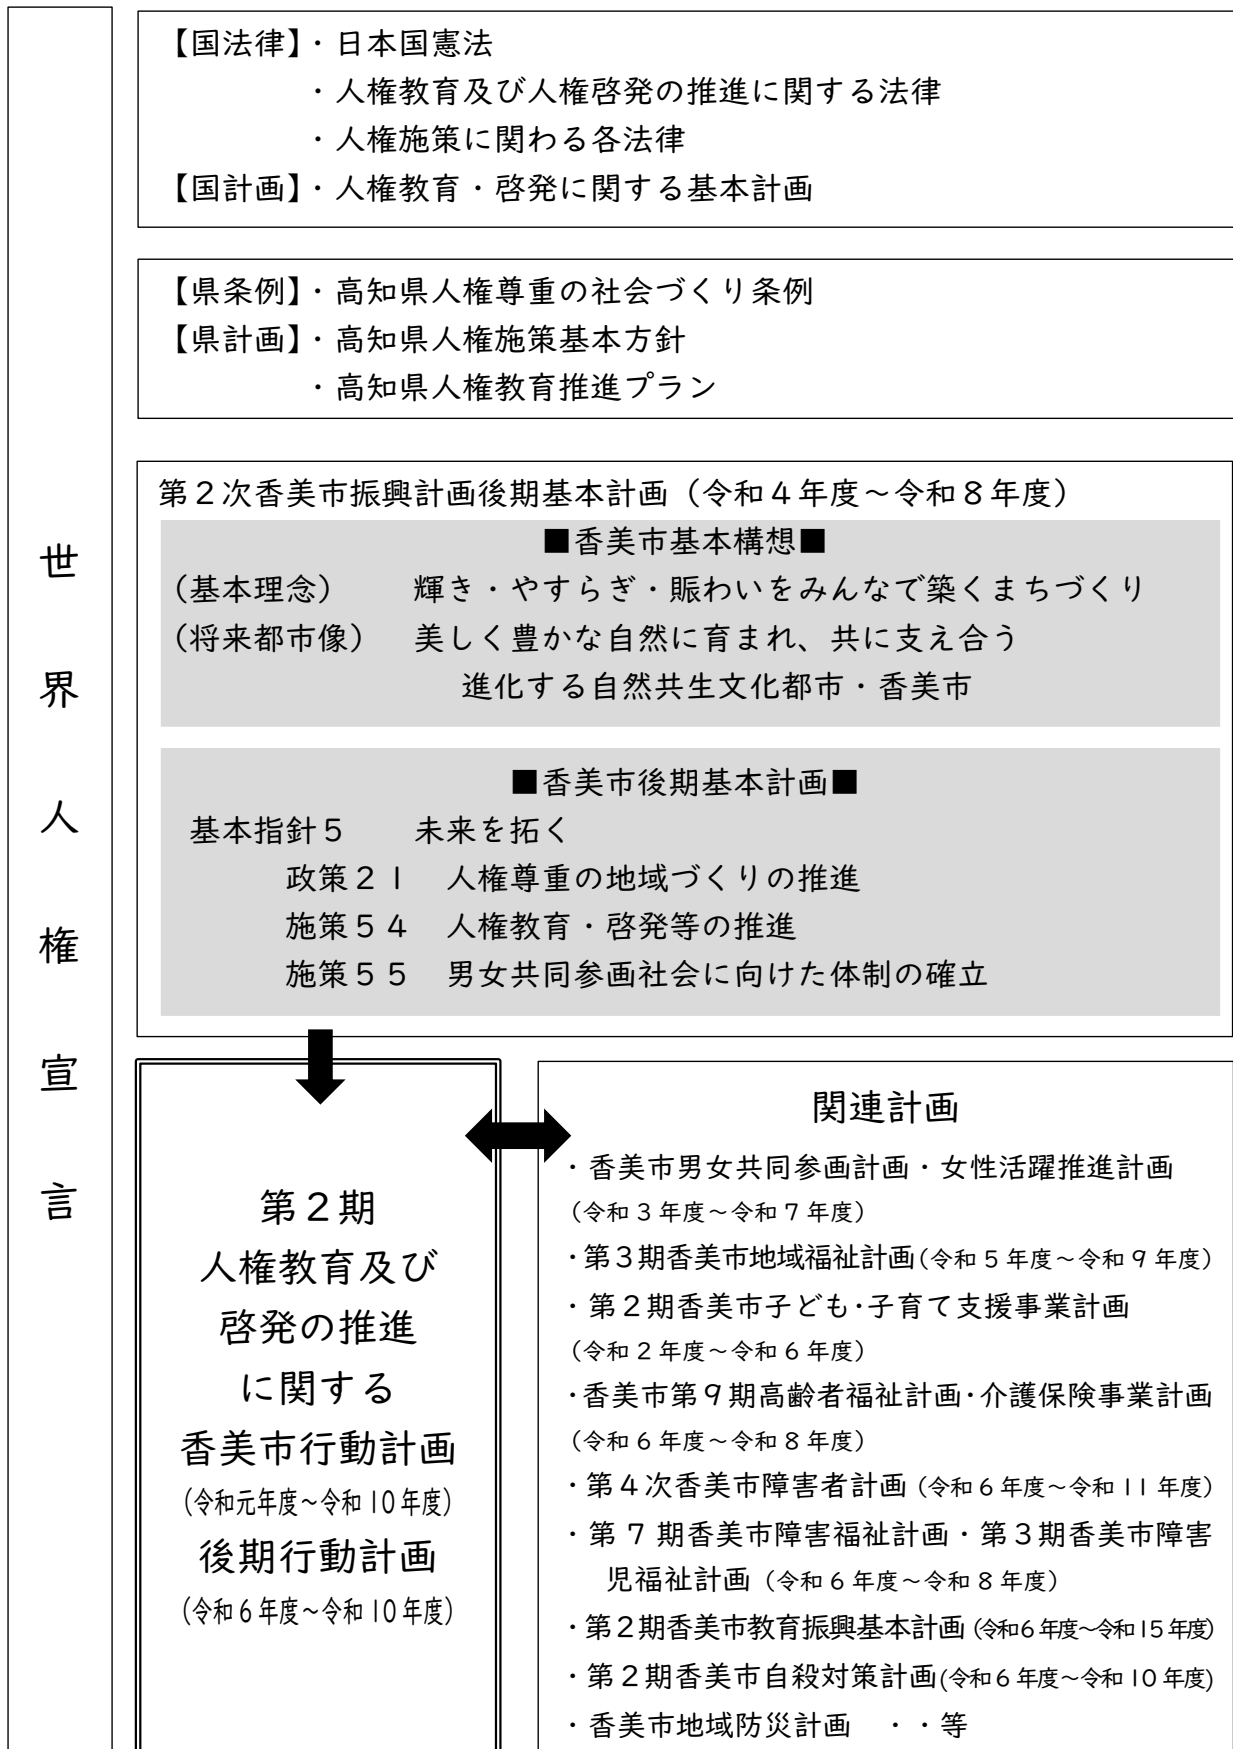 世界人権宣言
【国法律】・日本国憲法
・人権教育及び人権啓発の推進に関する法律
・人権施策に関わる各法律
【国計画】・人権教育・啓発に関する基本計画
【県条例】・高知県人権尊重の社会づくり条例
【県計画】・高知県人権施策基本方針
・高知県人権教育推進プラン
第２次香美市振興計画後期基本計画（令和４年度～令和８年度）
■香美市基本構想■
（基本理念）　輝き・やすらぎ・賑わいをみんなで築くまちづくり
（将来都市像）　美しく豊かな自然に育まれ、共に支え合う
進化する自然共生文化都市・香美市
■香美市後期基本計画■
基本指針５　未来を拓く
政策２１　人権尊重の地域づくりの推進
施策５４　人権教育・啓発等の推進
施策５５　男女共同参画社会に向けた体制の確立
第２期
人権教育及び
啓発の推進
に関する
香美市行動計画
（令和元年度～令和10年度）
後期行動計画
（令和６年度～令和10年度）
関連計画
・香美市男女共同参画計画・女性活躍推進計画
（令和３年度～令和７年度）
・第３期香美市地域福祉計画（令和５年度～令和９年度）
・第２期香美市子ども・子育て支援事業計画
（令和２年度～令和６年度）
・香美市第９期高齢者福祉計画・介護保険事業計画
（令和６年度～令和８年度）
・第４次香美市障害者計画（令和６年度～令和11年度）
・第７期香美市障害福祉計画・第３期香美市障害
児福祉計画（令和６年度～令和８年度）
・第２期香美市教育振興基本計画（令和６年度～令和15年度）
・第２期香美市自殺対策計画（令和６年度～令和10年度）
・香美市地域防災計画　・・等